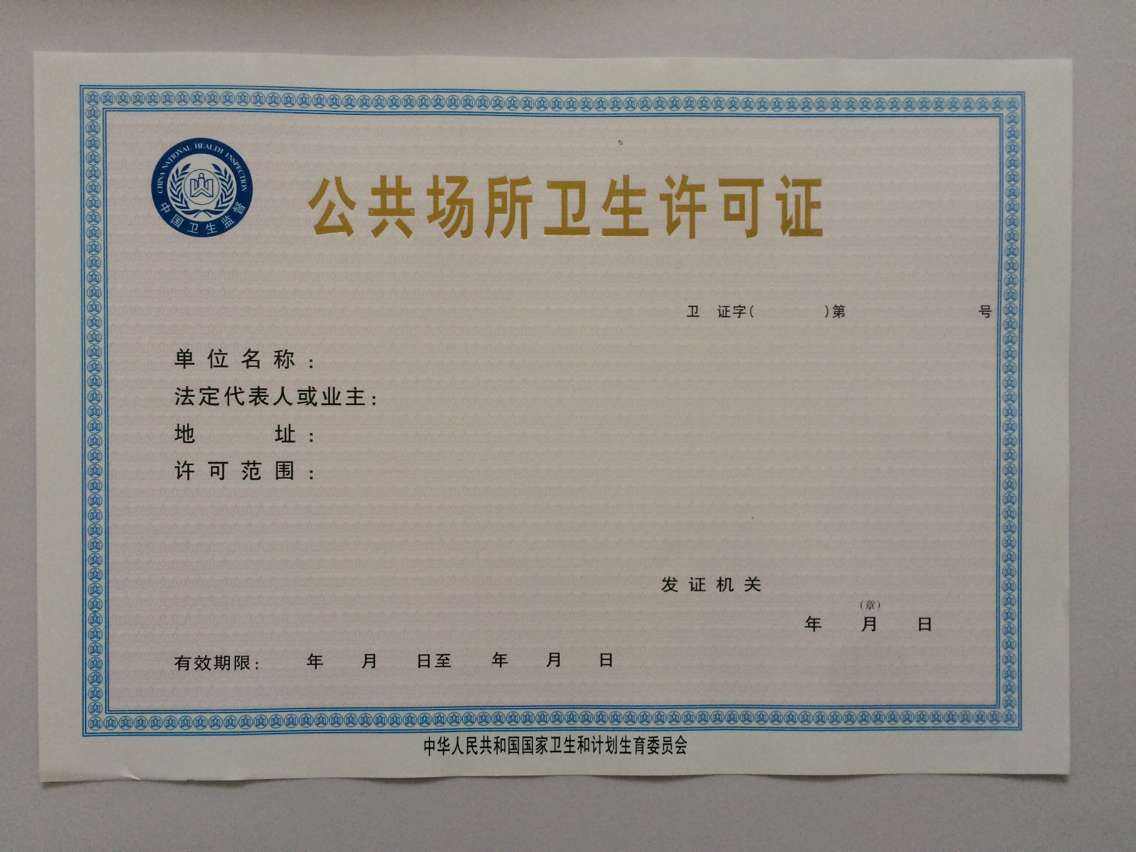 CHINA NATIONAL HEALTH INSPECTION
中国卫生监督
公共场所卫生许可证
卫 证字( )第 号
单位名称：
法定代表人或业主：
地 址：
许可范围：
发证机关
（章）
年 月 日
有效期限： 年 月 日至 年 月 日
中华人民共和国国家卫生和计划生育委员会